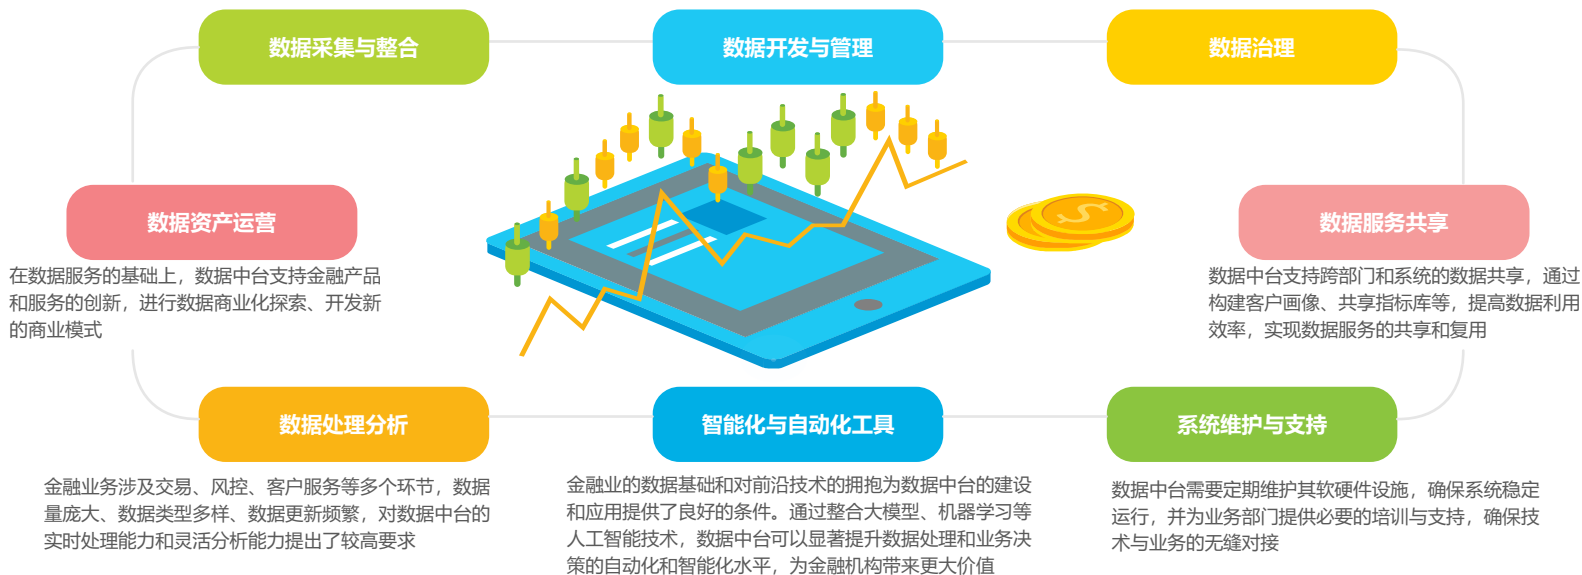 数据采集与整合
数据开发与管理
数据治理
数据资产运营
在数据服务的基础上，数据中台支持金融产品
和服务的创新，进行数据商业化探索、开发新
的商业模式
数据服务共享
数据中台支持跨部门和系统的数据共享，通过
构建客户画像、共享指标库等，提高数据利用
效率，实现数据服务的共享和复用
数据处理分析
金融业务涉及交易、风控、客户服务等多个环节，数据
量庞大、数据类型多样、数据更新频繁，对数据中台的
实时处理能力和灵活分析能力提出了较高要求
智能化与自动化工具
金融业的数据基础和对前沿技术的拥抱为数据中台的建设
和应用提供了良好的条件。通过整合大模型、机器学习等
人工智能技术，数据中台可以显著提升数据处理和业务决
策的自动化和智能化水平，为金融机构带来更大价值
系统维护与支持
数据中台需要定期维护其软硬件设施，确保系统稳定
运行，并为业务部门提供必要的培训与支持，确保技
术与业务的无缝对接